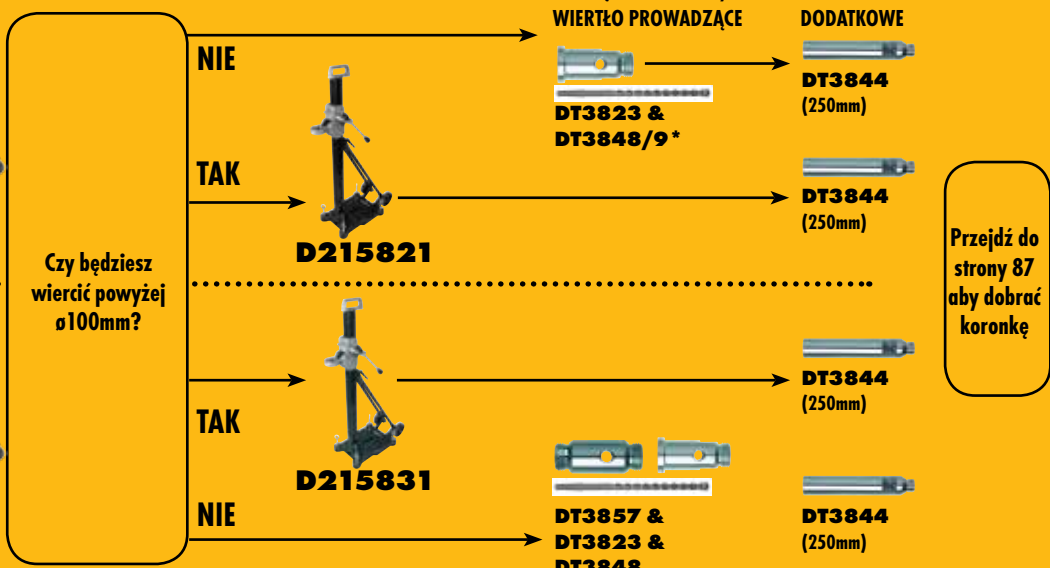 WIERTŁO PROWADZĄCE
DODATKOWE
NIE
DT3823 &
DT3848/9*
DT3844
(250mm)
TAK
D215821
DT3844
(250mm)
Czy będziesz
wiercić powyżej
ø100mm?
Przejdź do
strony 87
aby dobrać
koronkę
TAK
D215831
DT3844
(250mm)
NIE
DT3857 &
DT3823 &
DT3848
DT3844
(250mm)